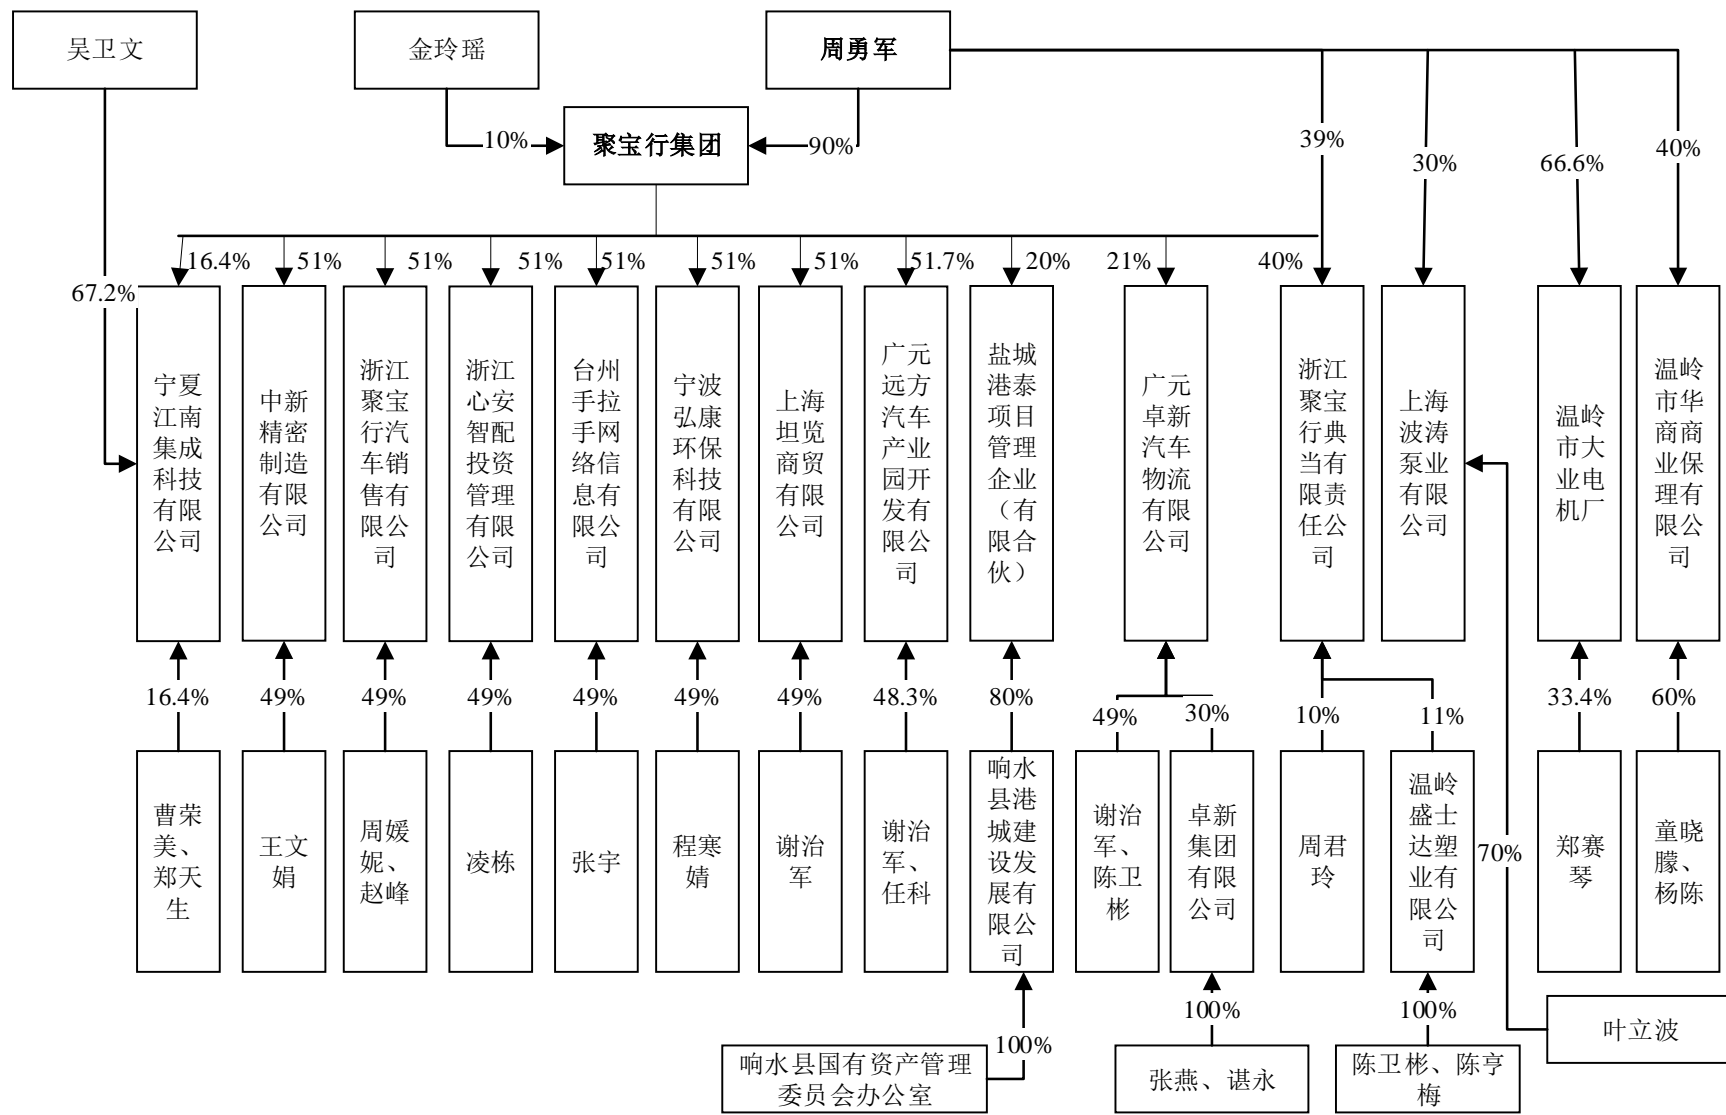 吴卫文
金玲瑶
周勇军
聚宝行集团
10%
90%
39%
30%
66.6%
40%
67.2%
16.4%
51%
51%
51%
51%
51%
51%
51.7%
20%
21%
40%
宁夏
江南
集成
科技
有限
公司
中新
精密
制造
有限
公司
浙江
聚宝
行汽
车销
售有
限公
司
浙江
心安
智配
投资
管理
有限
公司
台州
手拉
手网
络信
息有
限公
司
宁波
弘康
环保
科技
有限
公司
上海
坦览
商贸
有限
公司
广元
远方
汽车
产业
园开
发有
限公
司
盐城
港泰
项目
管理
企业
（有
限合
伙）
广元
卓新
汽车
物流
有限
公司
浙江
聚宝
行典
当有
限责
任公
司
上海
波涛
泵业
有限
公司
温岭
市大
业电
机厂
温岭
市华
商商
业保
理有
限公
司
16.4%
49%
49%
49%
49%
49%
49%
48.3%
80%
49%
30%
10%
11%
33.4%
60%
曹荣
美、
郑天
生
王文
娟
周媛
妮、
赵峰
凌栋
张宇
程寒
婧
谢治
军
谢治
军、
任科
响水
县港
城建
设发
展有
限公
司
谢治
军、
陈卫
彬
卓新
集团
有限
公司
周君
玲
温岭
盛士
达塑
业有
限公
司
70%
郑赛
琴
童晓
朦、
杨陈
100%
100%
100%
响水县国有资产管理
委员会办公室
张燕、谌永
陈卫彬、陈亨
梅
叶立波